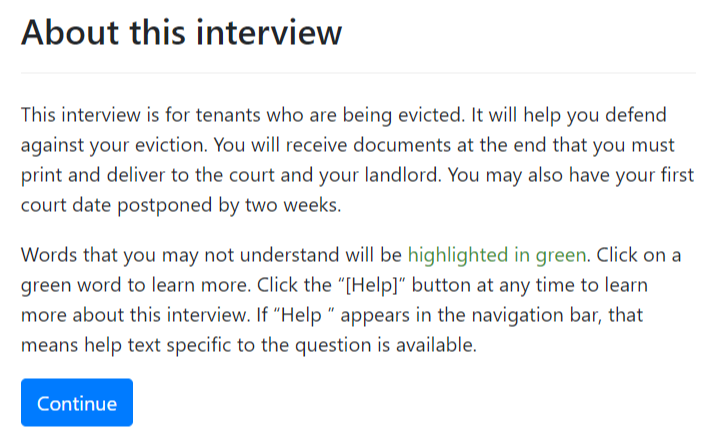 About this interview
This interview is for tenants who are being evicted. It will help you defend
against your eviction. You will receive documents at the end that you must
print and deliver to the court and your landlord. You may also have your first
court date postponed by two weeks.
Words that you may not understand will be highlighted in green. Click on a
green word to learn more. Click the “[Help]” button at any time to learn
more about this interview. If “Help ” appears in the navigation bar, that
means help text specific to the question is available.
Continue